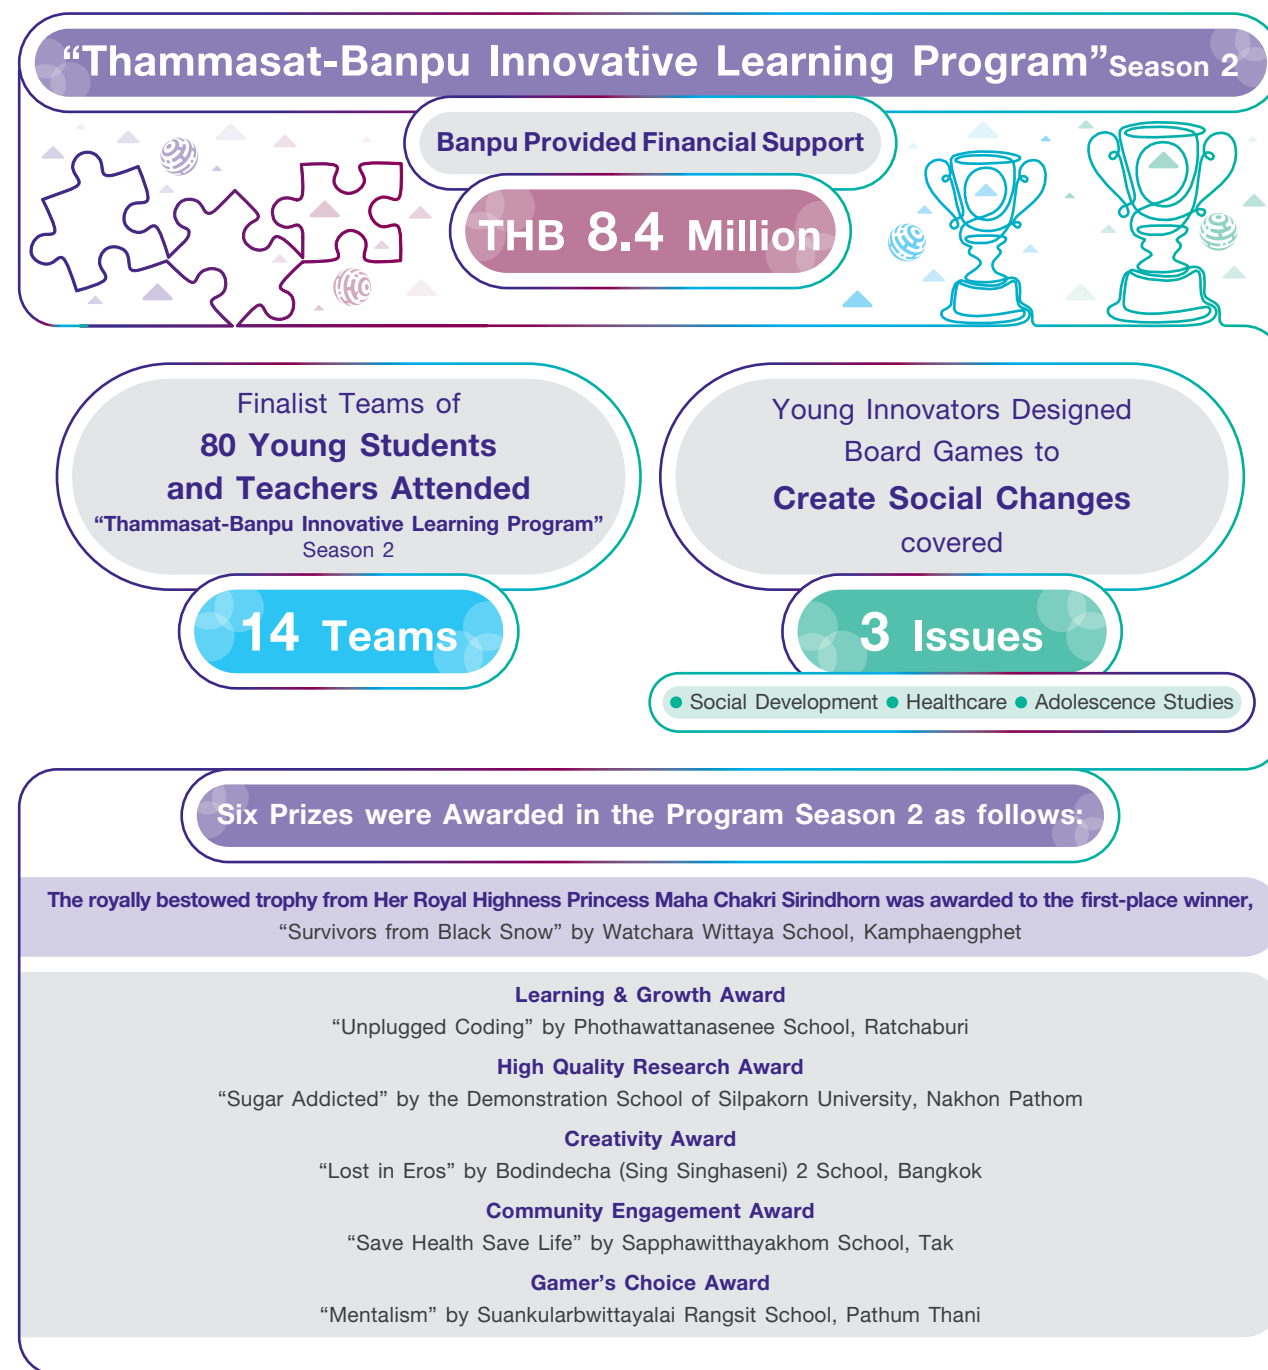 “Thammasat-Banpu Innovative Learning Program” Season 2
Banpu Provided Financial Support
THB 8.4 Million
Finalist Teams of
80 Young Students
and Teachers Attended
“Thammasat-Banpu Innovative Learning Program”
Season 2
14 Teams
Young Innovators Designed
Board Games to
Create Social Changes
covered
3 Issues
• Social Development • Healthcare • Adolescence Studies
Six Prizes were Awarded in the Program Season 2 as follows:
The royally bestowed trophy from Her Royal Highness Princess Maha Chakri Sirindhorn was awarded to the first-place winner,
“Survivors from Black Snow” by Watchara Wittaya School, Kamphaengphet
Learning & Growth Award
“Unplugged Coding” by Phothawattanasenee School, Ratchaburi
High Quality Research Award
“Sugar Addicted” by the Demonstration School of Silpakorn University, Nakhon Pathom
Creativity Award
“Lost in Eros” by Bodindecha (Sing Singhaseni) 2 School, Bangkok
Community Engagement Award
“Save Health Save Life” by Sapphawitthayakhom School, Tak
Gamer’s Choice Award
“Mentalism” by Suankularbwittayalai Rangsit School, Pathum Thani